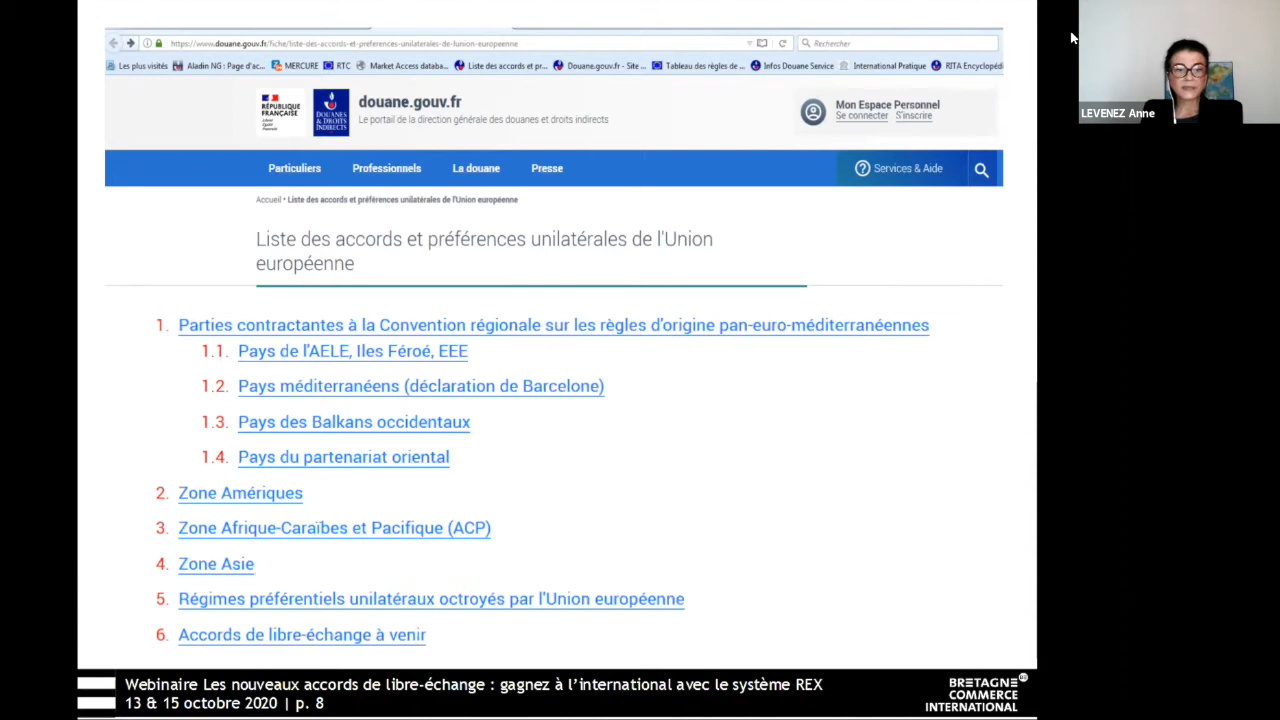 https://www.douane.gouv.fr/fiche/liste-des-accords-et-preferences-unilaterales-de-lunion-europeenne
Rechercher
Les plus visités Aladin NG : Page d'ac... MERCURE RTC Market Access databa... Liste des accords et pr... Douane.gouv.fr - Site ... Tableau des règles de ... Infos Douane Service International Pratique RITA Encyclopédi
RÉPUBLIQUE
FRANÇAISE
Liberté
Égalité
Fraternité
DOUANES
& DROITS
INDIRECTS
douane.gouv.fr
Le portail de la direction générale des douanes et droits indirects
Mon Espace Personnel
Se connecter S'inscrire
LEVENEZ Anne
Particuliers Professionnels La douane Presse Services & Aide
Accueil • Liste des accords et préférences unilatérales de l'Union européenne
Liste des accords et préférences unilatérales de l'Union
européenne
1. Parties contractantes à la Convention régionale sur les règles d'origine pan-euro-méditerranéennes
1.1. Pays de l'AELE, Iles Féroé, EEE
1.2. Pays méditerranéens (déclaration de Barcelone)
1.3. Pays des Balkans occidentaux
1.4. Pays du partenariat oriental
2. Zone Amériques
3. Zone Afrique-Caraïbes et Pacifique (ACP)
4. Zone Asie
5. Régimes préférentiels unilatéraux octroyés par l'Union européenne
6. Accords de libre-échange à venir
Webinaire Les nouveaux accords de libre-échange : gagnez à l'international avec le système REX
13 & 15 octobre 2020 | p. 8
BRETAGNE
COMMERCE
INTERNATIONAL